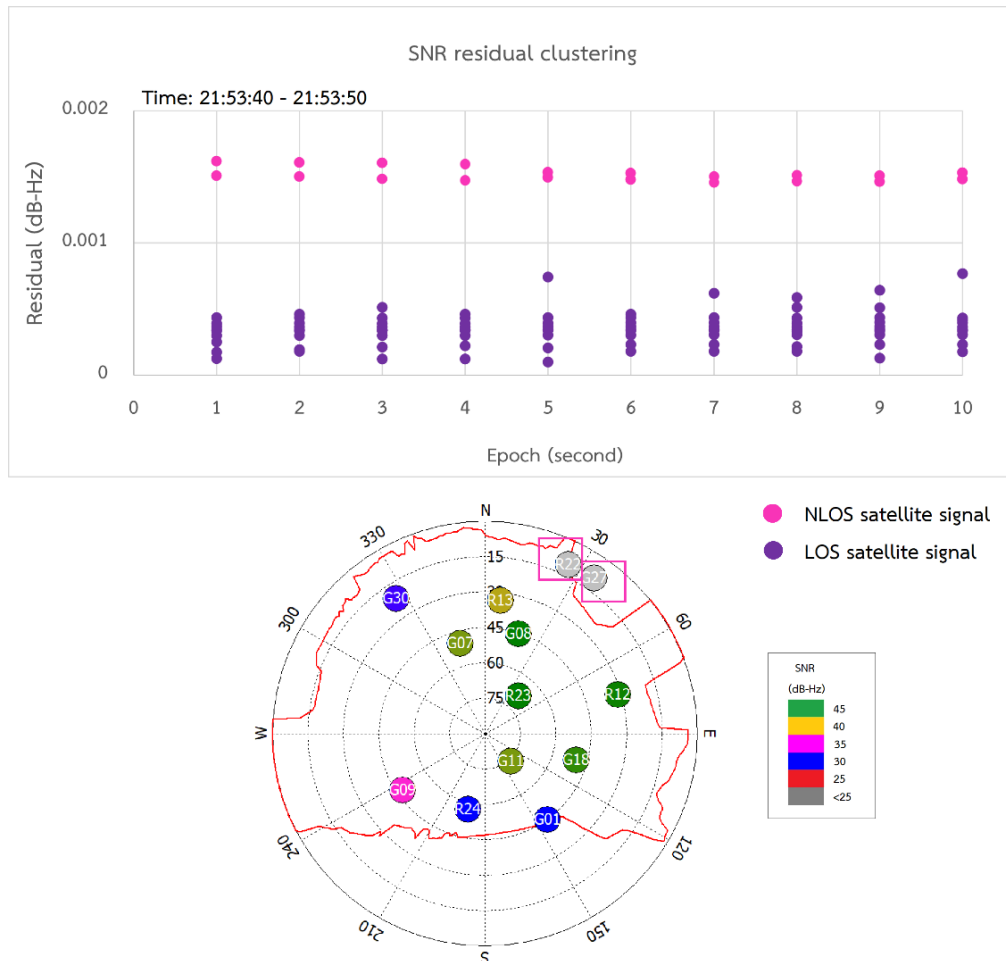 SNR residual clustering
Time: 21:53:40 - 21:53:50
Residual (dB-Hz)
0.002
0.001
0
0 1 2 3 4 5 6 7 8 9 10
Epoch (second)
NLOS satellite signal
LOS satellite signal
N
330
30
15
R22
G27
30
G30
R13
300
45
G08
60
G07
60
R23
R12
75
W
E
G11
G18
G09
R24
G01
240
120
210
150
S
SNR
(dB-Hz)
45
40
35
30
25
<25